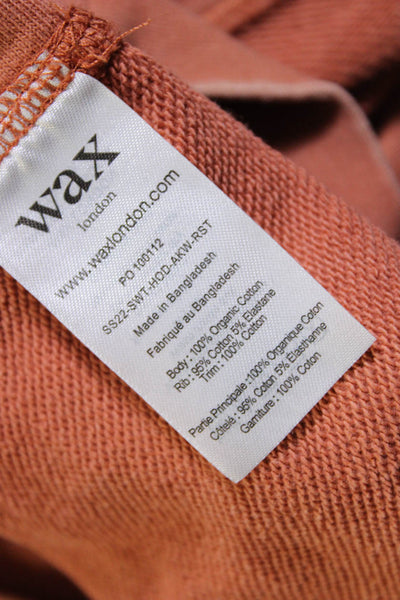 wax
london
www.waxlondon.com
PO 100112
SS22-SWT-HOD-AKW-RST
Made in Bangladesh
Fabriqué au Bangladesh
Body : 100% Organic Cotton
Rib : 95% Cotton 5% Elastane
Trim : 100% Cotton
Partie Principale :100% Organique Coton
Côtelé : 95% Coton 5% Élasthane
Garniture : 100% Coton